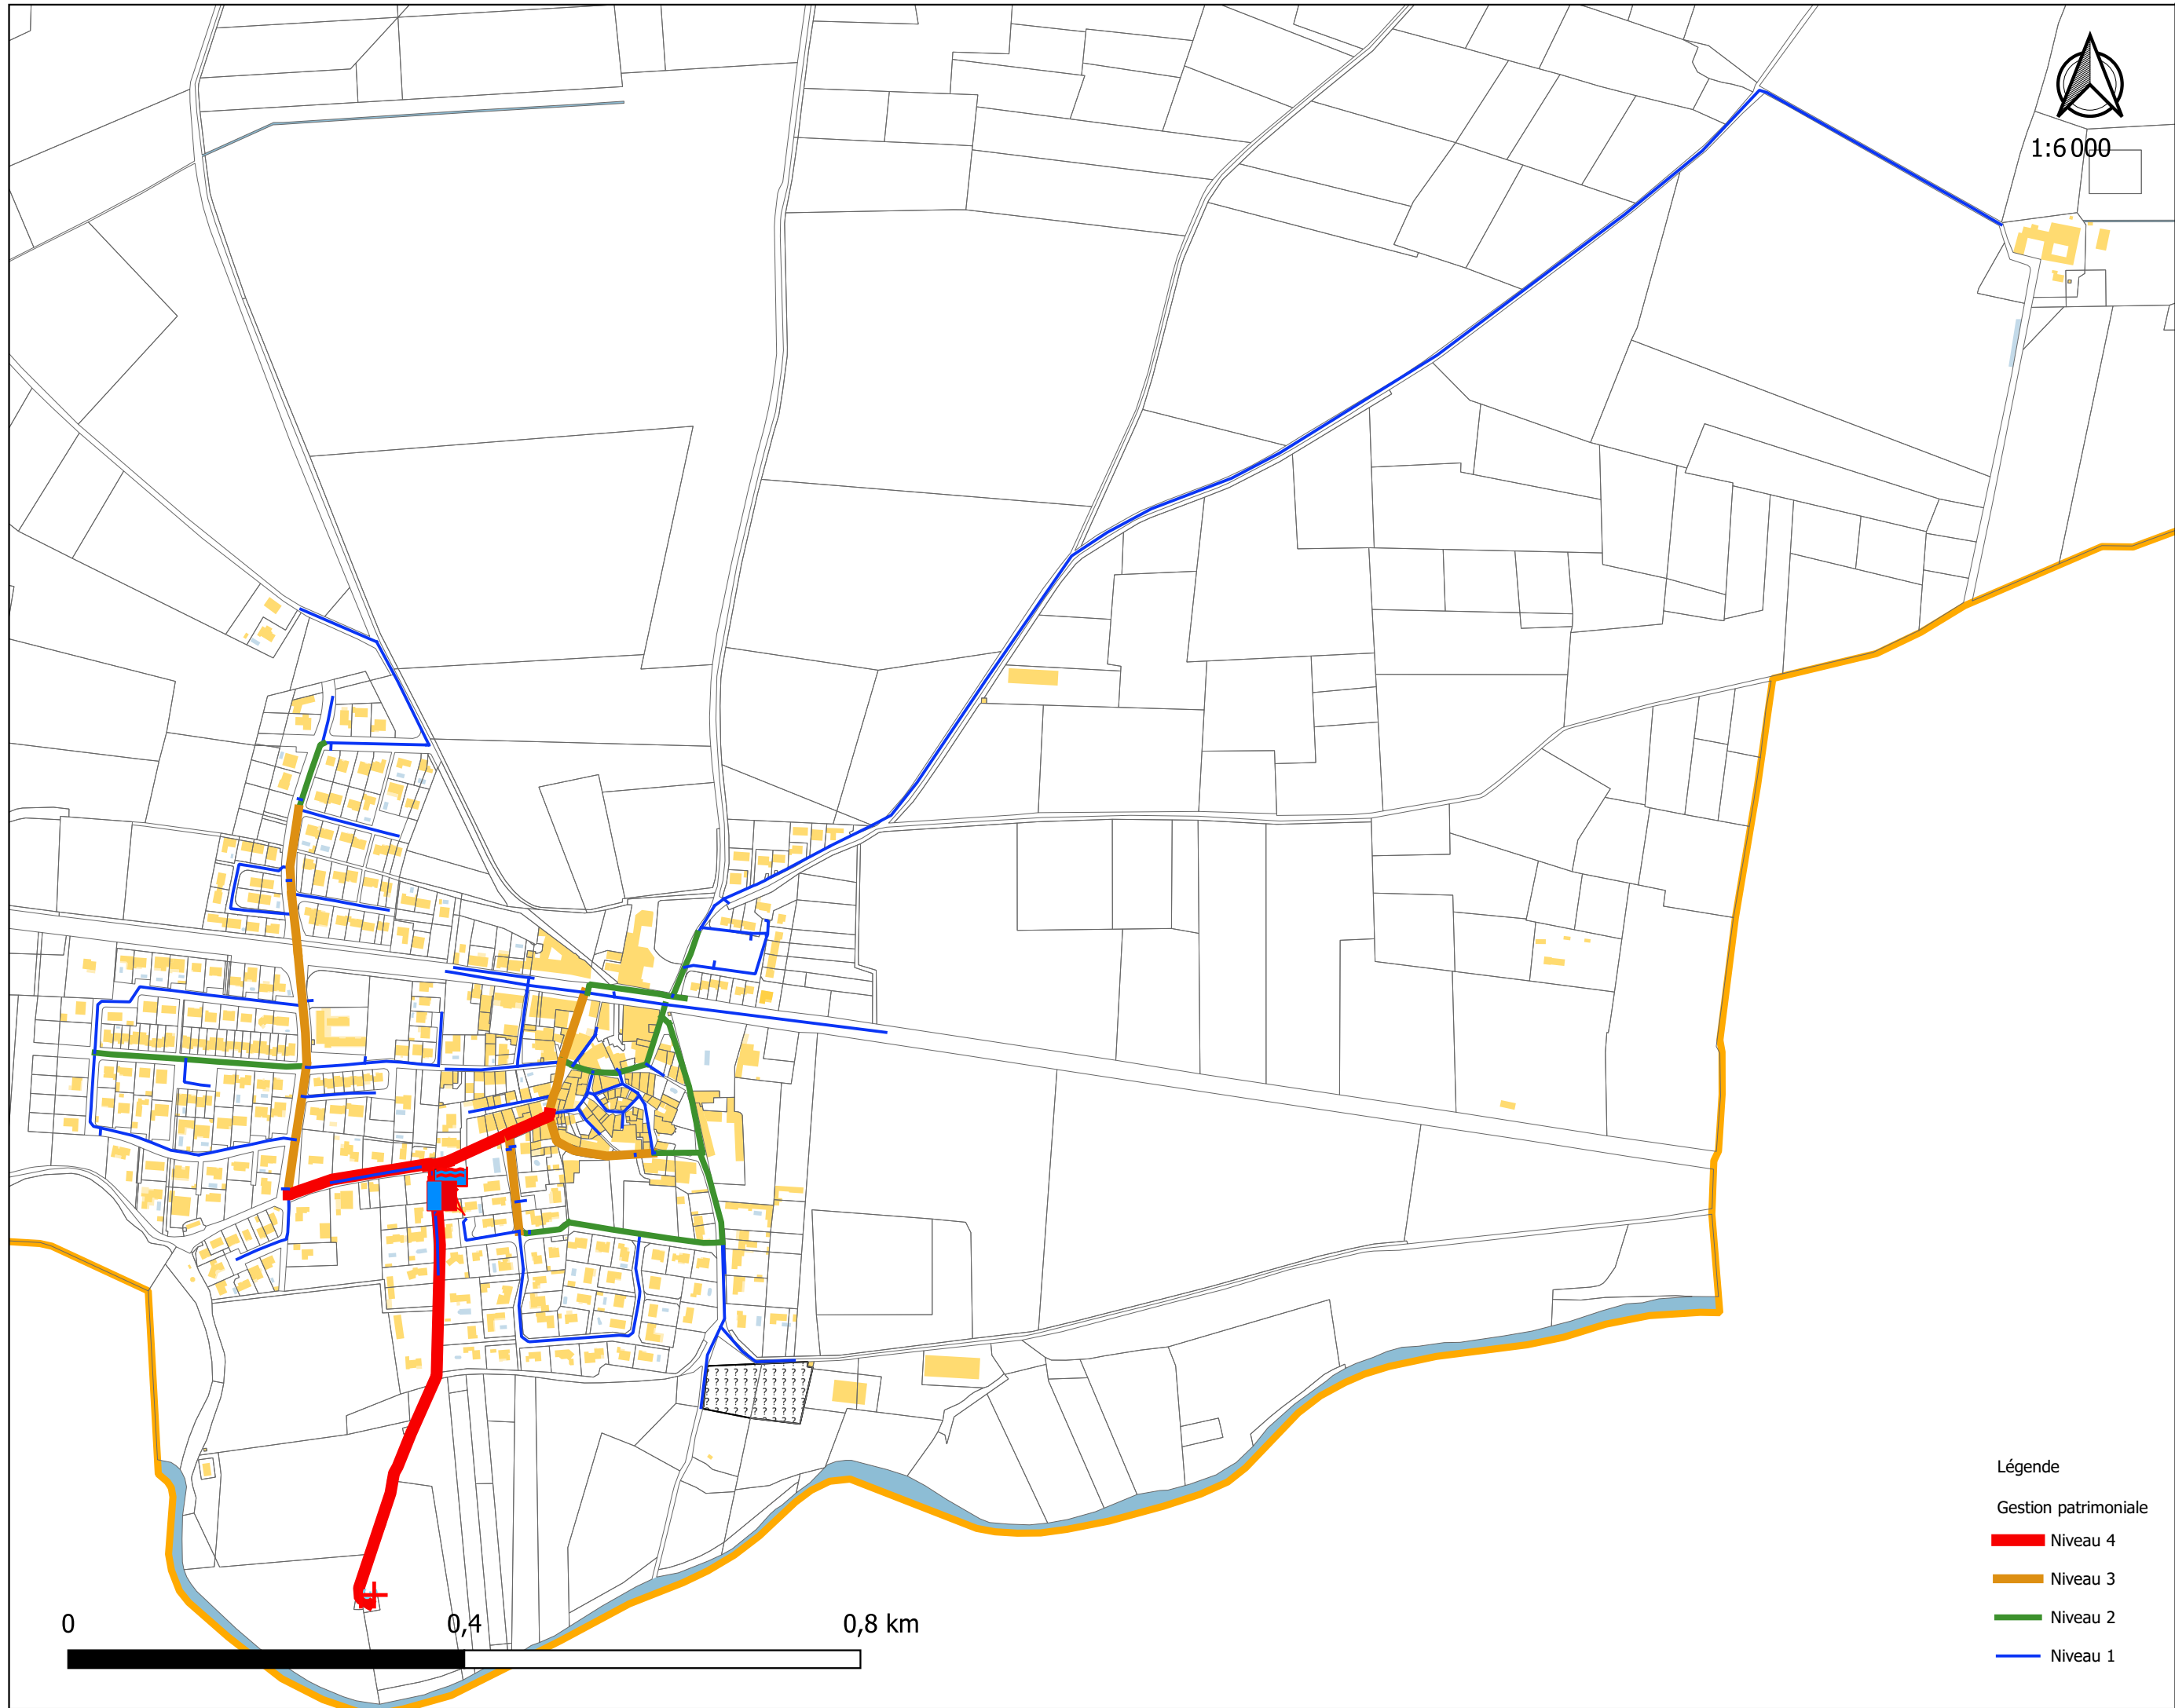 1:6 000
Légende
Gestion patrimoniale
Niveau 4
Niveau 3
Niveau 2
Niveau 1
0
0,4
0,8 km
? ? ? ? ? ? ? ? ? ?
? ? ? ? ? ? ? ? ? ?
? ? ? ? ? ? ? ? ? ?
? ? ? ? ? ? ? ? ? ?
? ? ? ? ? ? ? ? ?